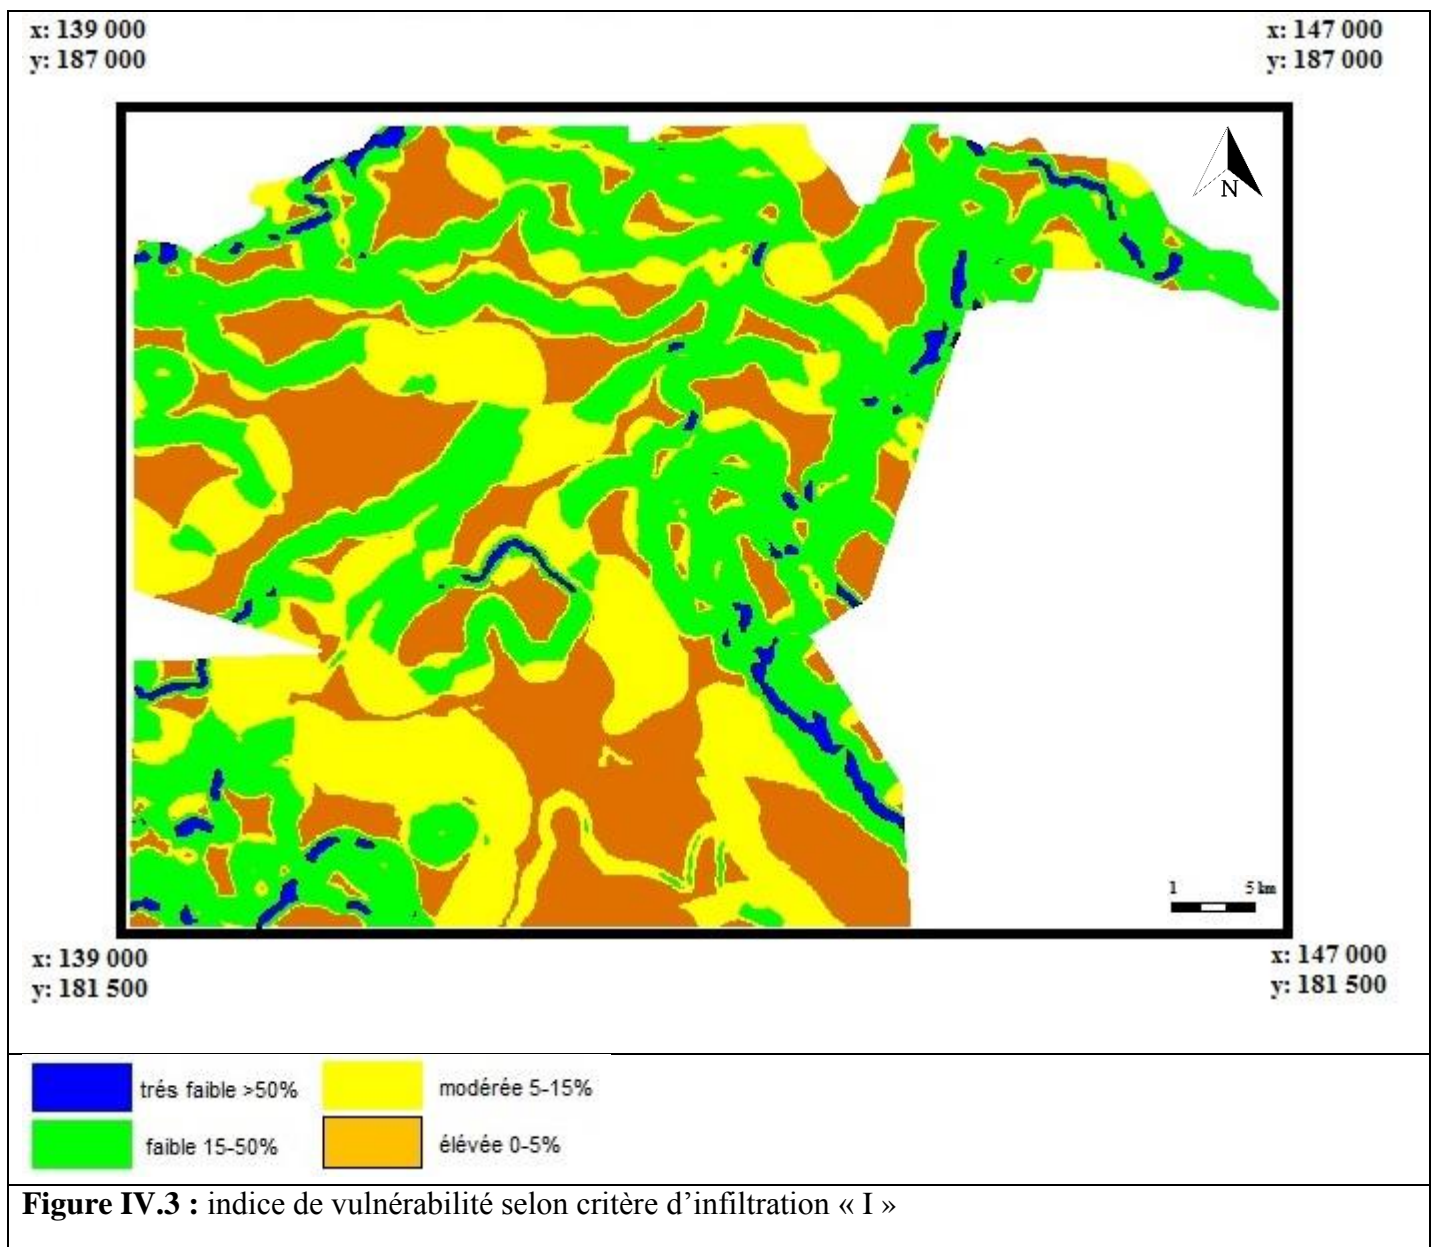 x: 139 000
y: 187 000
x: 147 000
y: 187 000
N
1 5 km
x: 139 000
y: 181 500
x: 147 000
y: 181 500
trés faible >50%
modérée 5-15%
faible 15-50%
élévée 0-5%
Figure IV.3 : indice de vulnérabilité selon critère d’infiltration « I »